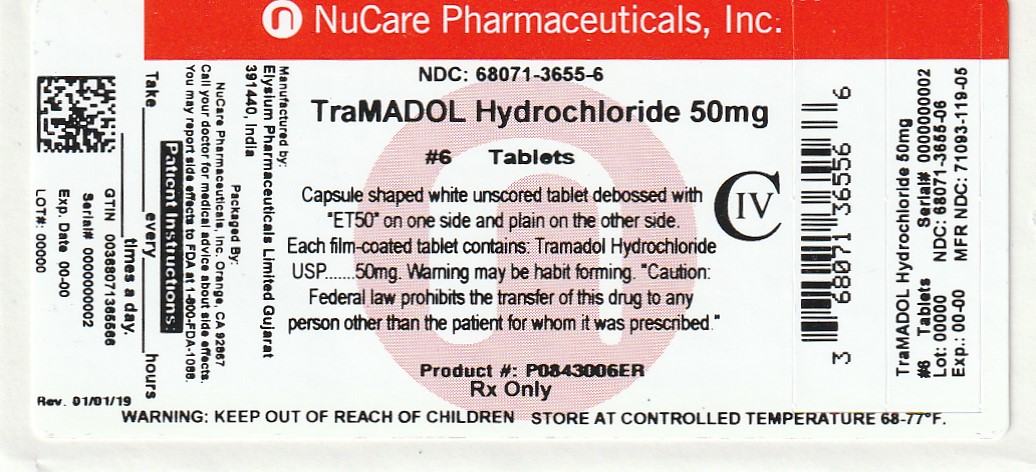 n NuCare Pharmaceuticals, Inc.
NDC: 68071-3655-6
TraMADOL Hydrochloride 50mg
#6 Tablets
CIV
Capsule shaped white unscored tablet debossed with
"ET50" on one side and plain on the other side.
Each film-coated tablet contains: Tramadol Hydrochloride
USP.......50mg. Warning may be habit forming. "Caution:
Federal law prohibits the transfer of this drug to any
person other than the patient for whom it was prescribed."
Product #: P0843006ER
Rx Only
WARNING: KEEP OUT OF REACH OF CHILDREN STORE AT CONTROLLED TEMPERATURE 68-77°F.
Manufactured by:
Elysium Pharmaceuticals Limited Gujarat
391440, India
Packaged By:
NuCare Pharmaceuticals, Inc. Orange, CA 92867
Call your doctor for medical advice about side effects.
You may report side effects to FDA at 1-800-FDA-1088.
Patient Instructions:
Take every hours
times a day.
GTIN 00368071365556
Serial# 0000000002
Exp. Date 00-00
LOT#: 00000
Rev. 01/01/19
3 68071 36556 6
TraMADOL Hydrochloride 50mg
#6 Tablets Serial# 0000000002
Lot: 00000 NDC: 68071-3655-06
Exp.: 00-00 MFR NDC: 71093-119-05